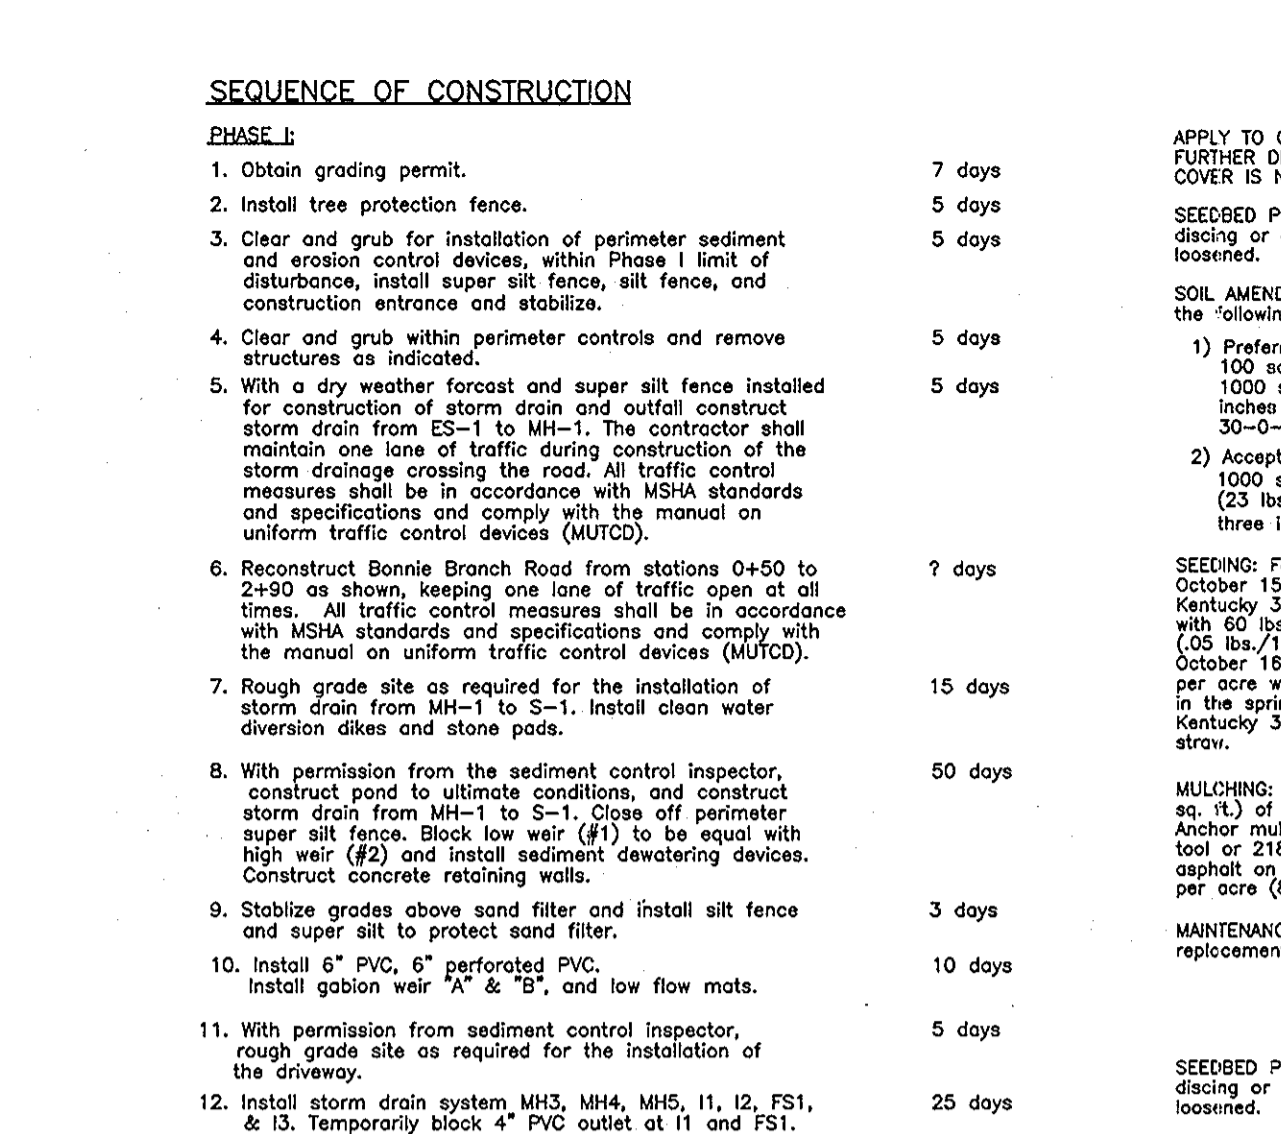 SEQUENCE OF CONSTRUCTION
PHASE I:
1. Obtain grading permit. 7 days
2. Install tree protection fence. 5 days
3. Clear and grub for installation of perimeter sediment 5 days
and erosion control devices, within Phase I limit of
disturbance, install super silt fence, silt fence, and
construction entrance and stabilize.
4. Clear and grub within perimeter controls and remove 5 days
structures as indicated.
5. With a dry weather forcast and super silt fence installed 5 days
for construction of storm drain and outfall construct
storm drain from ES-1 to MH-1. The contractor shall
maintain one lane of traffic during construction of the
storm drainage crossing the road. All traffic control
measures shall be in accordance with MSHA standards
and specifications and comply with the manual on
uniform traffic control devices (MUTCD).
6. Reconstruct Bonnie Branch Road from stations 0+50 to ? days
2+90 as shown, keeping one lane of traffic open at all
times. All traffic control measures shall be in accordance
with MSHA standards and specifications and comply with
the manual on uniform traffic control devices (MUTCD).
7. Rough grade site as required for the installation of 15 days
storm drain from MH-1 to S-1. Install clean water
diversion dikes and stone pads.
8. With permission from the sediment control inspector, 50 days
construct pond to ultimate conditions, and construct
storm drain from MH-1 to S-1. Close off perimeter
super silt fence. Block low weir (#1) to be equal with
high weir (#2) and install sediment dewatering devices.
Construct concrete retaining walls.
9. Stablize grades above sand filter and install silt fence 3 days
and super silt to protect sand filter.
10. Install 6" PVC, 6" perforated PVC. 10 days
Install gabion weir "A" & "B", and low flow mats.
11. With permission from sediment control inspector, 5 days
rough grade site as required for the installation of
the driveway.
12. Install storm drain system MH3, MH4, MH5, I1, I2, FS1, 25 days
& I3. Temporarily block 4" PVC outlet at I1 and FS1.
APPLY TO
FURTHER
COVER IS
SEEDBED
discing or
loosened.
SOIL
the
1)
100
1000
inches
30-0-
2)
1000
(23
three
SEEDING:
October 15
Kentucky
with 60
(.05 lbs./
October 16
per acre
in the
Kentucky
straw.
MULCHING:
sq. ft.) of
Anchor
tool or
asphalt on
per acre
SEEDBED
discing or
loosened.